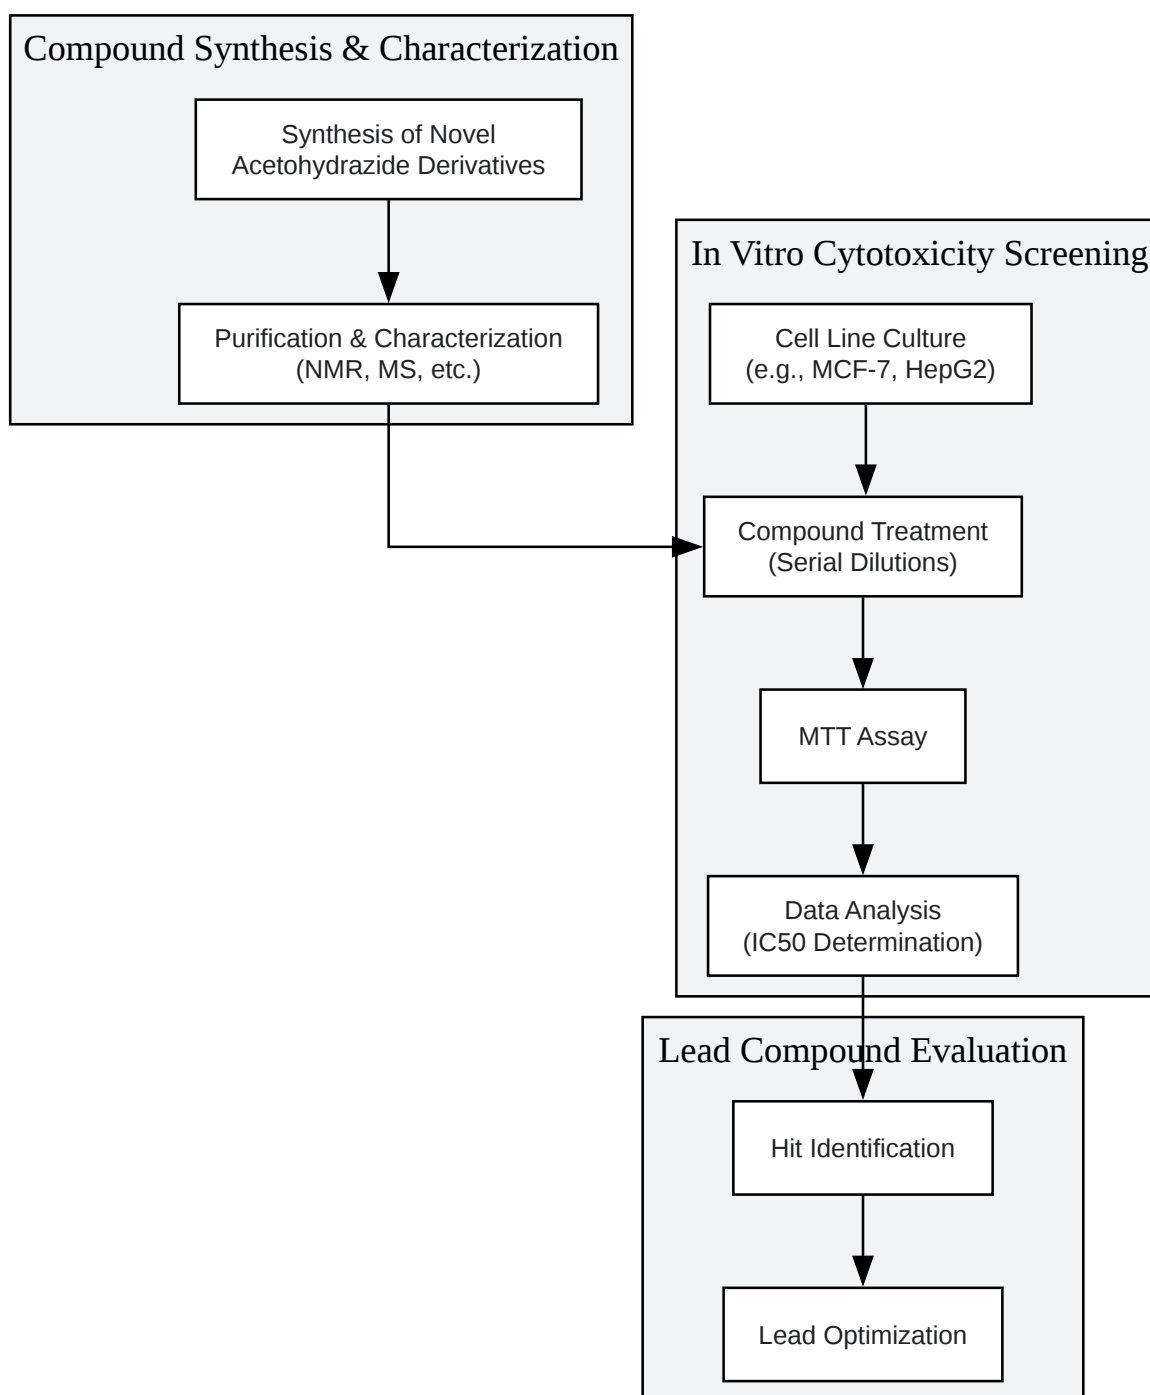 Compound Synthesis & Characterization
Synthesis of Novel
Acetohydrazide Derivatives
Purification & Characterization
(NMR, MS, etc.)
In Vitro Cytotoxicity Screening
Cell Line Culture
(e.g., MCF-7, HepG2)
Compound Treatment
(Serial Dilutions)
MTT Assay
Data Analysis
(IC50 Determination)
Lead Compound Evaluation
Hit Identification
Lead Optimization